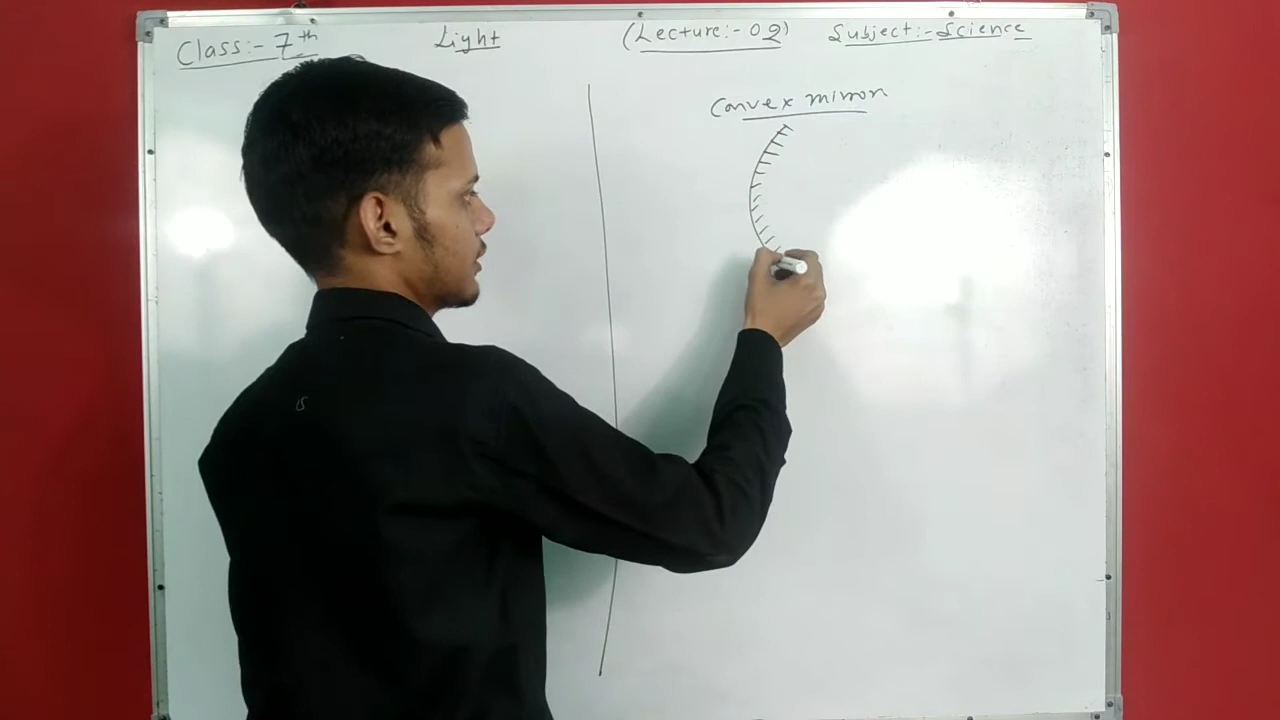 Class:- 7th Light (Lecture:- 02) Subject:- Science
Convex mirror